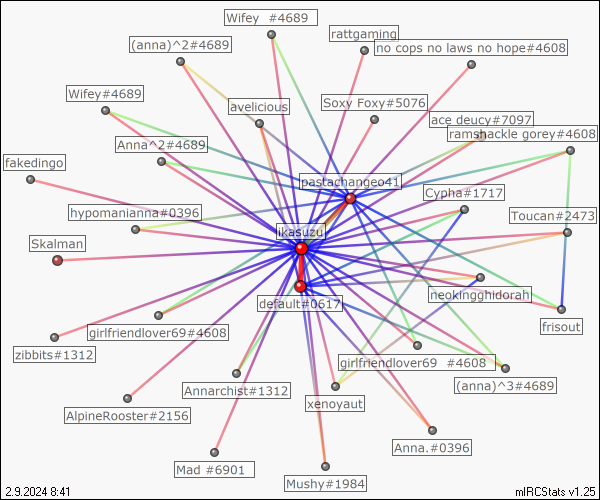 Wifey  #4689
rattgaming
(anna)^2#4689
no cops no laws no hope#4608
Wifey#4689
avelicious
Soxy Foxy#5076
ace deucy#7097
ramshackle gorey#4608
Anna^2#4689
fakedingo
pastachangeo41
Cypha#1717
hypomanianna#0396
Toucan#2473
ikasuzu
Skalman
neokingghidorah
default#0617
frisout
girlfriendlover69#4608
zibbits#1312
girlfriendlover69  #4608
(anna)^3#4689
Annarchist#1312
xenoyaut
AlpineRooster#2156
Anna.#0396
Mad #6901
Mushy#1984
2.9.2024 8:41
mIRCStats v1.25